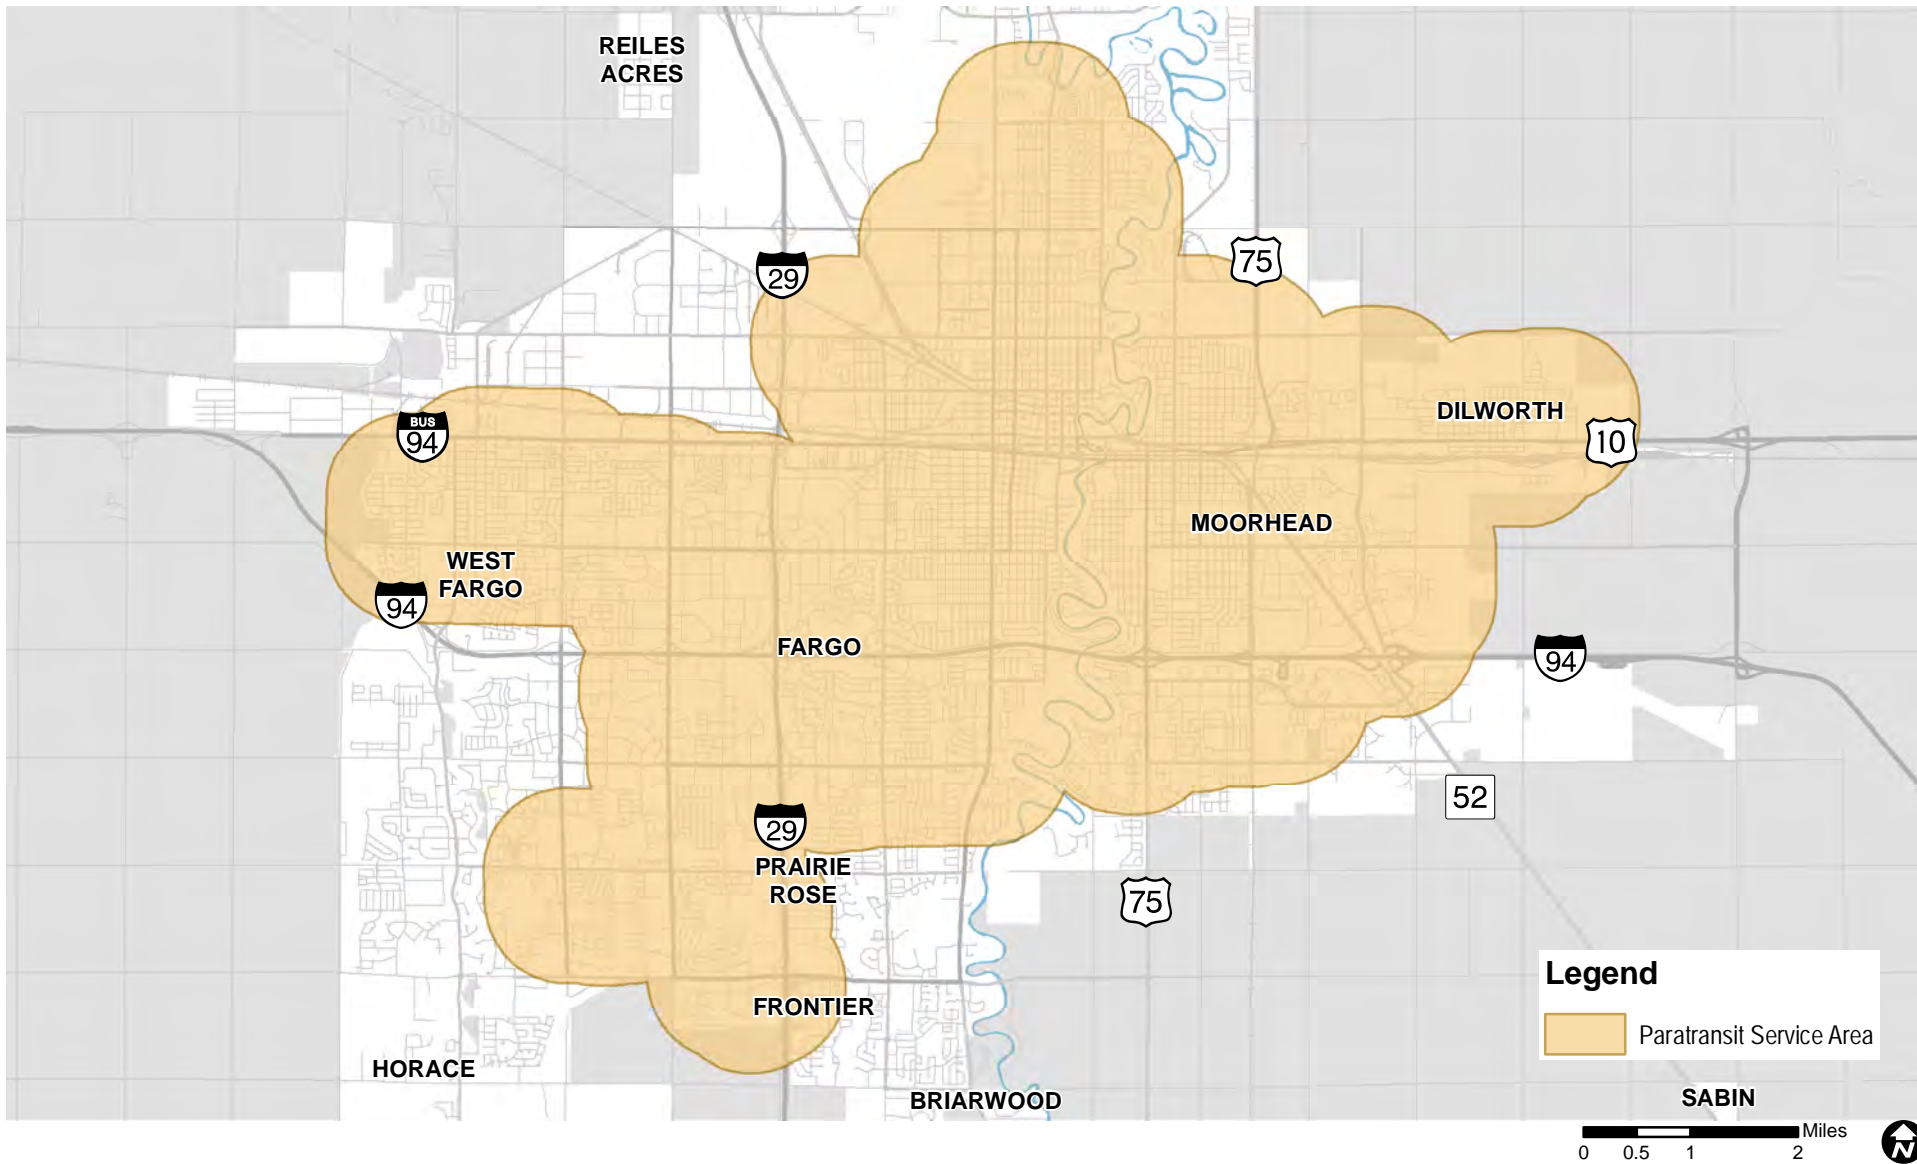 REILES
ACRES
29
75
DILWORTH
BUS
94
10
MOORHEAD
WEST
FARGO
94
FARGO
94
52
29
PRAIRIE
ROSE
75
Legend
Paratransit Service Area
FRONTIER
HORACE
BRIARWOOD
SABIN
Miles
0 0.5 1 2
N